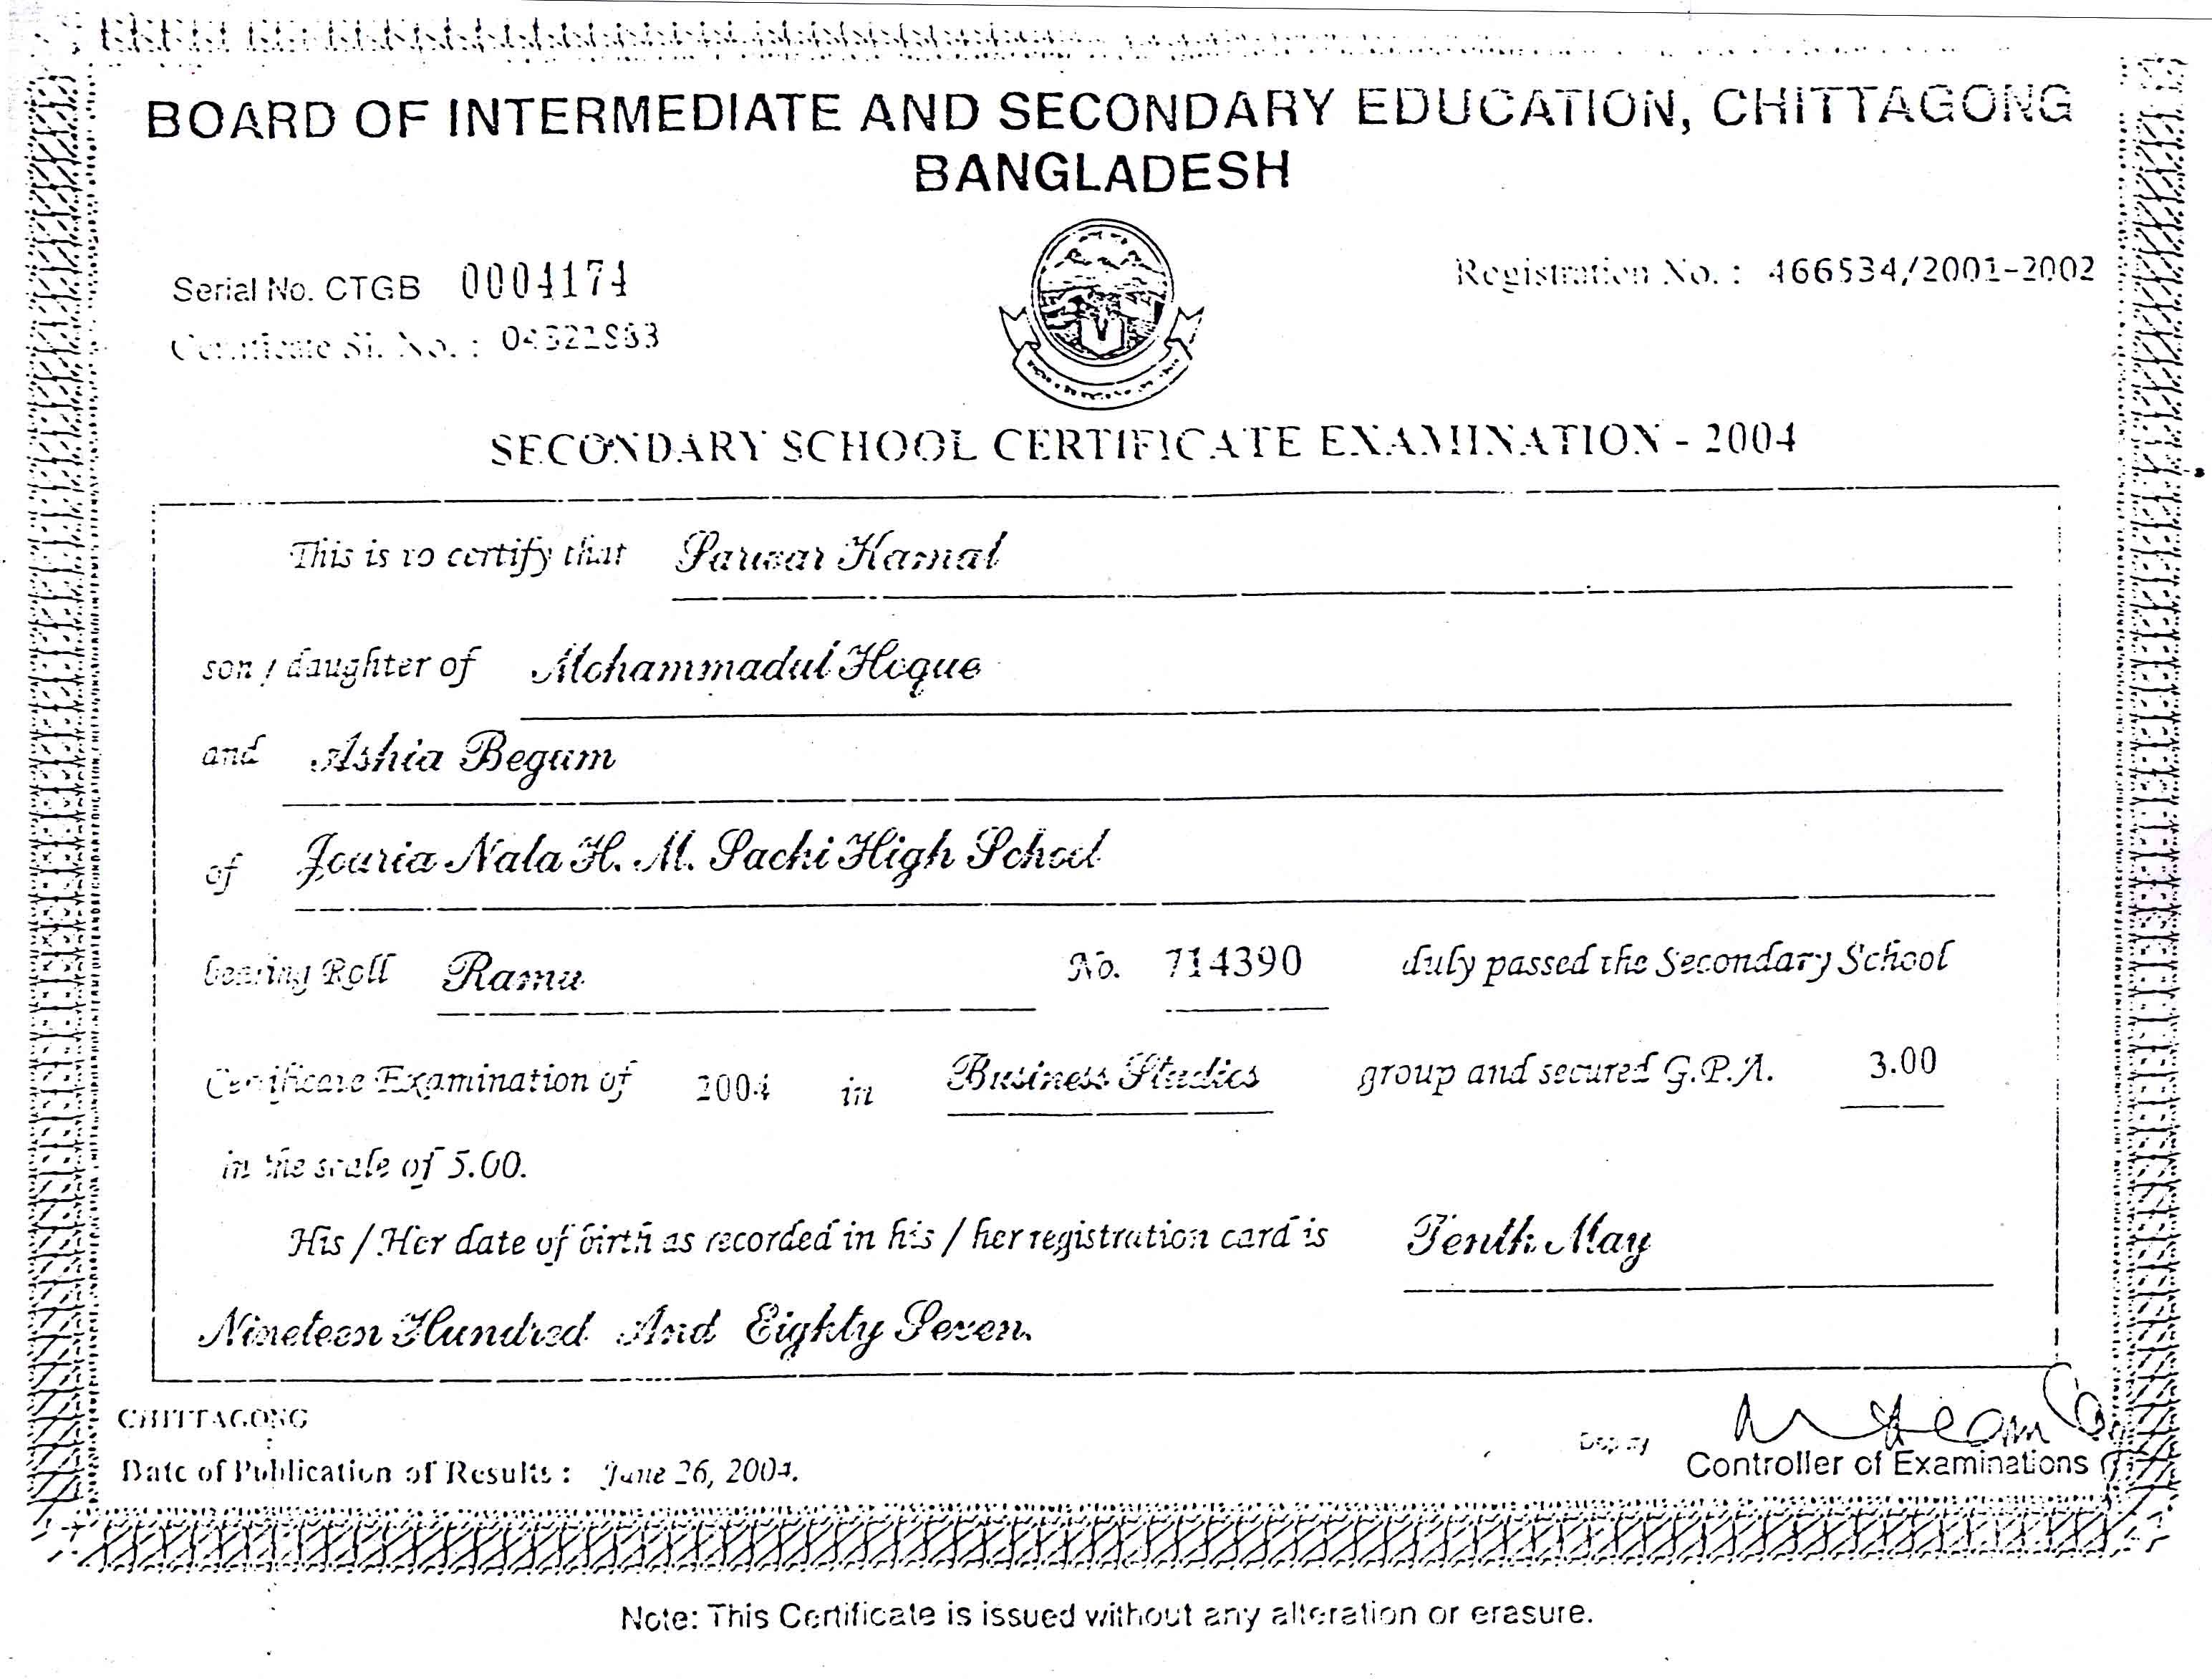 BOARD OF INTERMEDIATE AND SECONDARY EDUCATION, CHITTAGONG
BANGLADESH
Serial No. CTGB 0004174
Registration No. : 466534/2001-2002
Certificate Sl. No. :
SECONDARY SCHOOL CERTIFICATE EXAMINATION - 2004
This is to certify that Sarwar Kamal
son / daughter of Mohammadul Hoque
and Ashia Begum
of Joaria Nala H. M. Sachi High School
bearing Roll Ramu No. 714390 duly passed the Secondary School
Certificate Examination of 2004 in Business Studies group and secured G.P.A. 3.00
in the scale of 5.00.
His / Her date of birth as recorded in his / her registration card is Tenth May
Nineteen Hundred And Eighty Seven.
CHITTAGONG
Deputy
Controller of Examinations
Date of Publication of Results : June 26, 2004.
Note: This Certificate is issued without any alteration or erasure.